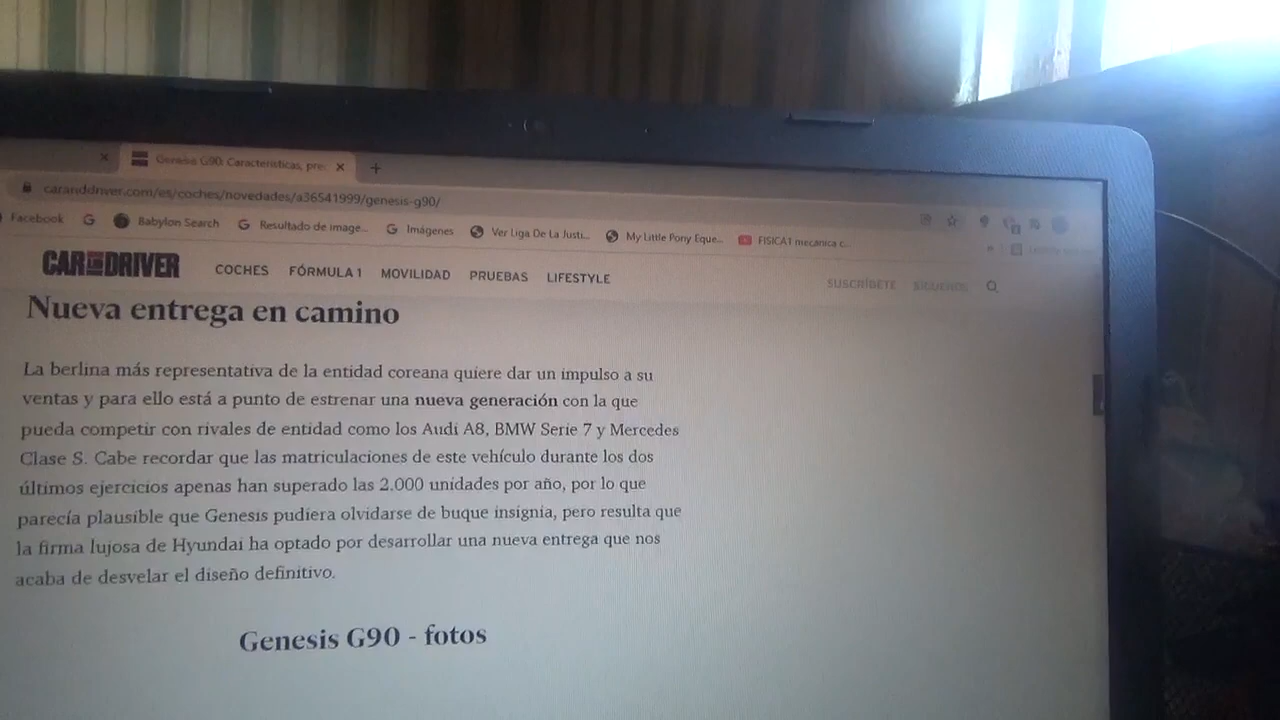 Genesis G90: Características, pre
caranddriver.com/es/coches/novedades/a36541999/genesis-g90/
Facebook Babylon Search Resultado de image... Imágenes Ver Liga De La Justi... My Little Pony Eque... FISICA1 mecánica c...
CAR AND DRIVER COCHES FÓRMULA 1 MOVILIDAD PRUEBAS LIFESTYLE SUSCRÍBETE SÍGUENOS
Nueva entrega en camino
La berlina más representativa de la entidad coreana quiere dar un impulso a su
ventas y para ello está a punto de estrenar una nueva generación con la que
pueda competir con rivales de entidad como los Audi A8, BMW Serie 7 y Mercedes
Clase S. Cabe recordar que las matriculaciones de este vehículo durante los dos
últimos ejercicios apenas han superado las 2.000 unidades por año, por lo que
parecía plausible que Genesis pudiera olvidarse de buque insignia, pero resulta que
la firma lujosa de Hyundai ha optado por desarrollar una nueva entrega que nos
acaba de desvelar el diseño definitivo.
Genesis G90 - fotos